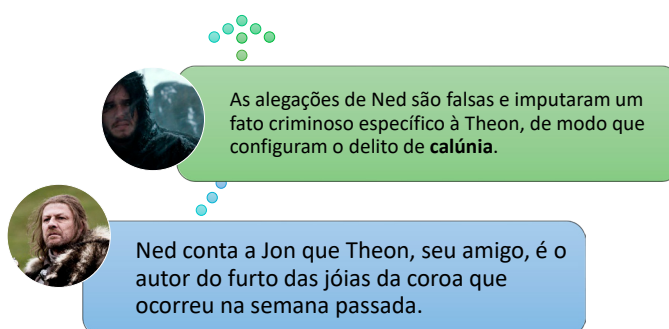 As alegações de Ned são falsas e imputaram um
fato criminoso específico à Theon, de modo que
configuram o delito de calúnia.
Ned conta a Jon que Theon, seu amigo, é o
autor do furto das jóias da coroa que
ocorreu na semana passada.